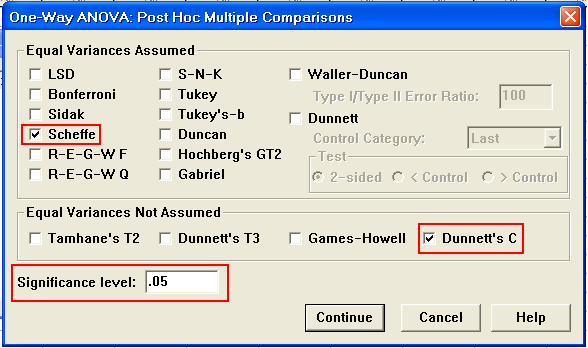 One-Way ANOVA: Post Hoc Multiple Comparisons
Equal Variances Assumed
LSD
S-N-K
Waller-Duncan
Bonferroni
Tukey
Type I/Type II Error Ratio:
100
Sidak
Tukey's-b
Dunnett
Scheffe
Duncan
Control Category:
Last
R-E-G-W F
Hochberg's GT2
Test
R-E-G-W Q
Gabriel
2-sided
< Control
> Control
Equal Variances Not Assumed
Tamhane's T2
Dunnett's T3
Games-Howell
Dunnett's C
Significance level:
.05
Continue
Cancel
Help